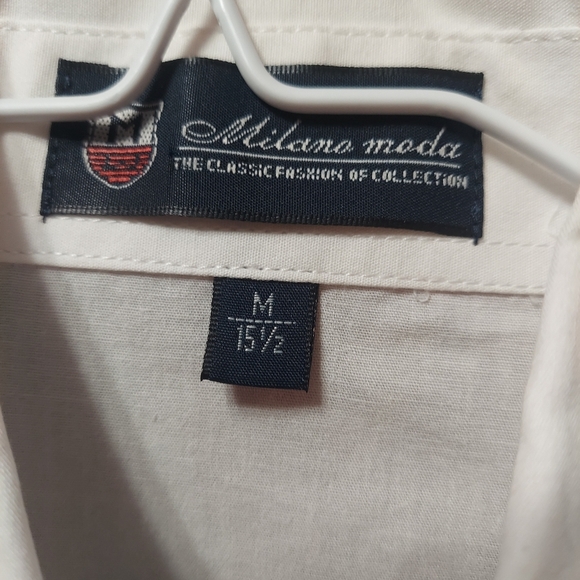 M
Milano moda
THE CLASSIC FASHION OF COLLECTION
M
15½